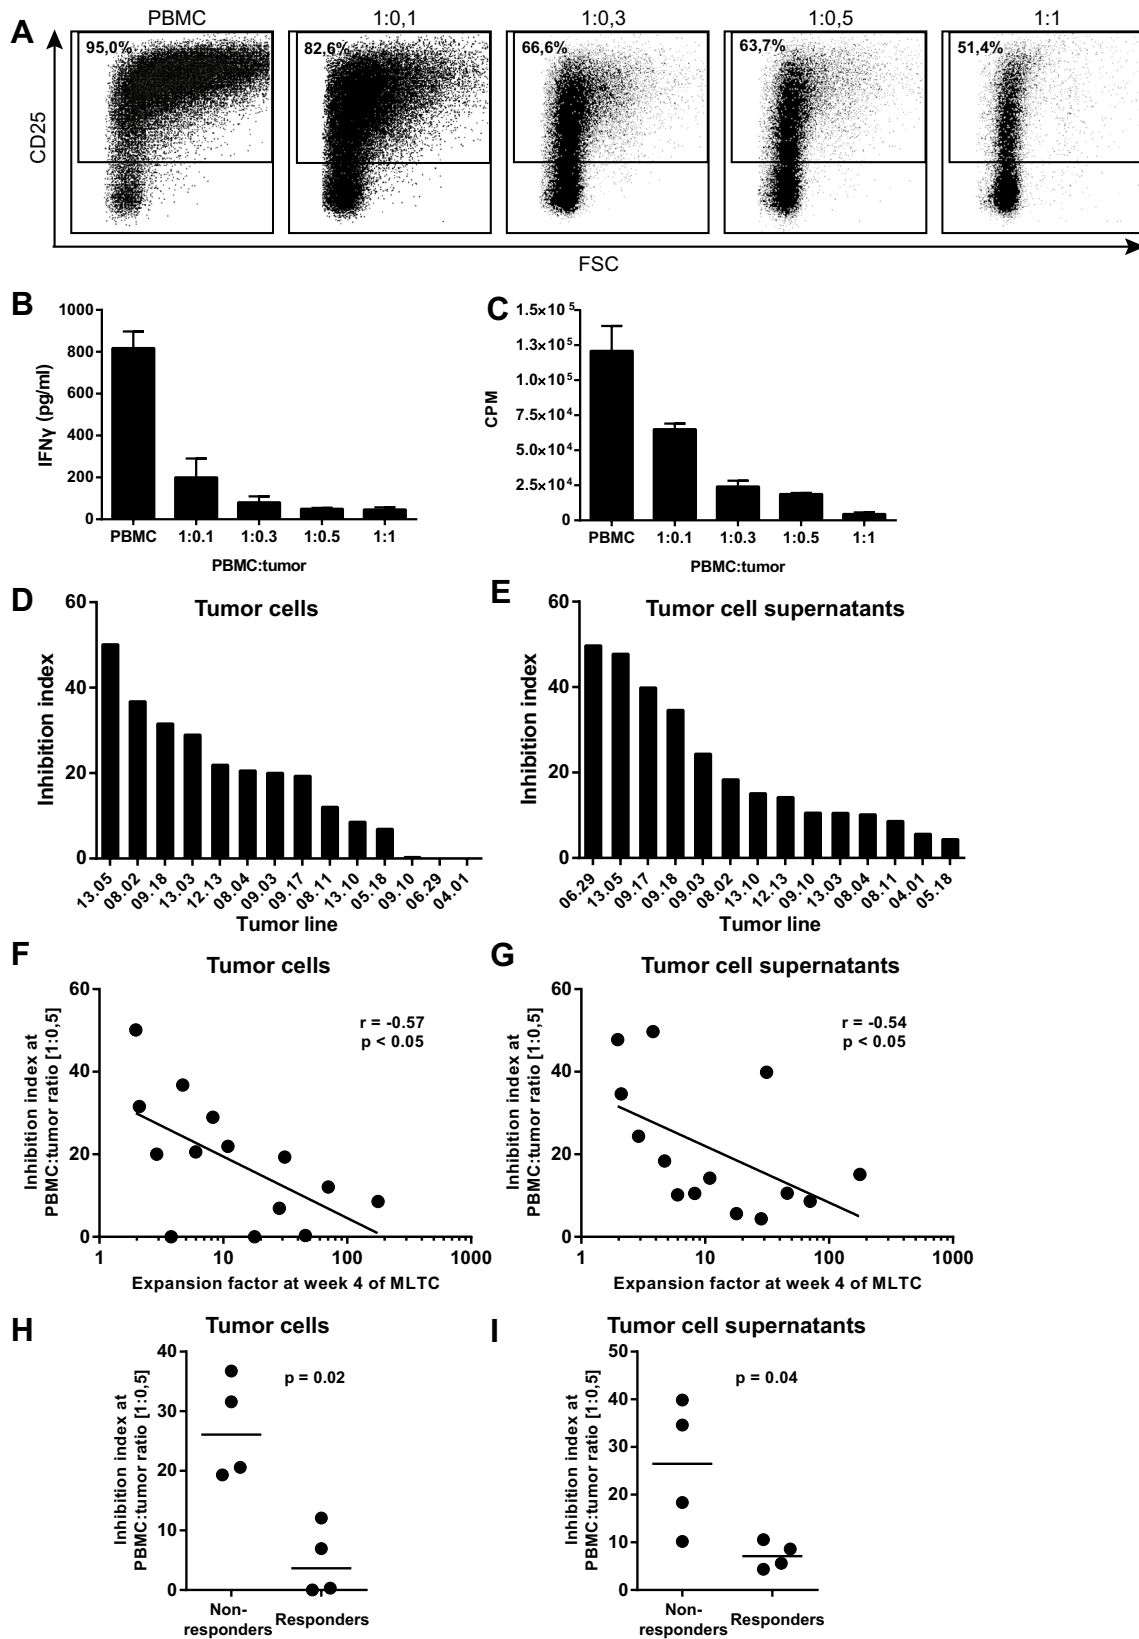 A
PBMC 1:0,1 1:0,3 1:0,5 1:1
95,0% 82,6% 66,6% 63,7% 51,4%
CD25
FSC
B
IFNγ (pg/ml)
1000
800
600
400
200
0
PBMC 1:0.1 1:0.3 1:0.5 1:1
PBMC:tumor
C
CPM
1.5×10 5
1.3×10 5
1.0×10 5
7.5×10 4
5.0×10 4
2.5×10 4
0
PBMC 1:0.1 1:0.3 1:0.5 1:1
PBMC:tumor
D
Tumor cells
Inhibition index
60
40
20
0
13.05 08.02 09.18 13.03 12.13 08.04 09.03 09.17 08.11 13.10 05.18 09.10 06.29 04.01
Tumor line
E
Tumor cell supernatants
Inhibition index
60
40
20
0
06.29 13.05 09.17 09.18 09.03 08.02 13.10 12.13 09.10 13.03 08.04 08.11 04.01 05.18
Tumor line
F
Tumor cells
Inhibition index at
PBMC:tumor ratio [1:0,5]
60
40
20
0
r = -0.57
p < 0.05
1 10 100 1000
Expansion factor at week 4 of MLTC
G
Tumor cell supernatants
Inhibition index at
PBMC:tumor ratio [1:0,5]
60
40
20
0
r = -0.54
p < 0.05
1 10 100 1000
Expansion factor at week 4 of MLTC
H
Tumor cells
Inhibition index at
PBMC:tumor ratio [1:0,5]
40
30
20
10
0
p = 0.02
Non-
responders Responders
I
Tumor cell supernatants
Inhibition index at
PBMC:tumor ratio [1:0,5]
50
40
30
20
10
0
p = 0.04
Non-
responders Responders